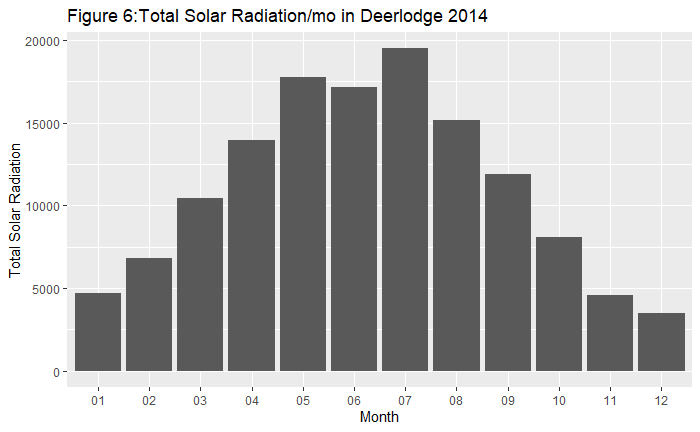 Figure 6:Total Solar Radiation/mo in Deerlodge 2014
Total Solar Radiation
20000
15000
10000
5000
0
01 02 03 04 05 06 07 08 09 10 11 12
Month